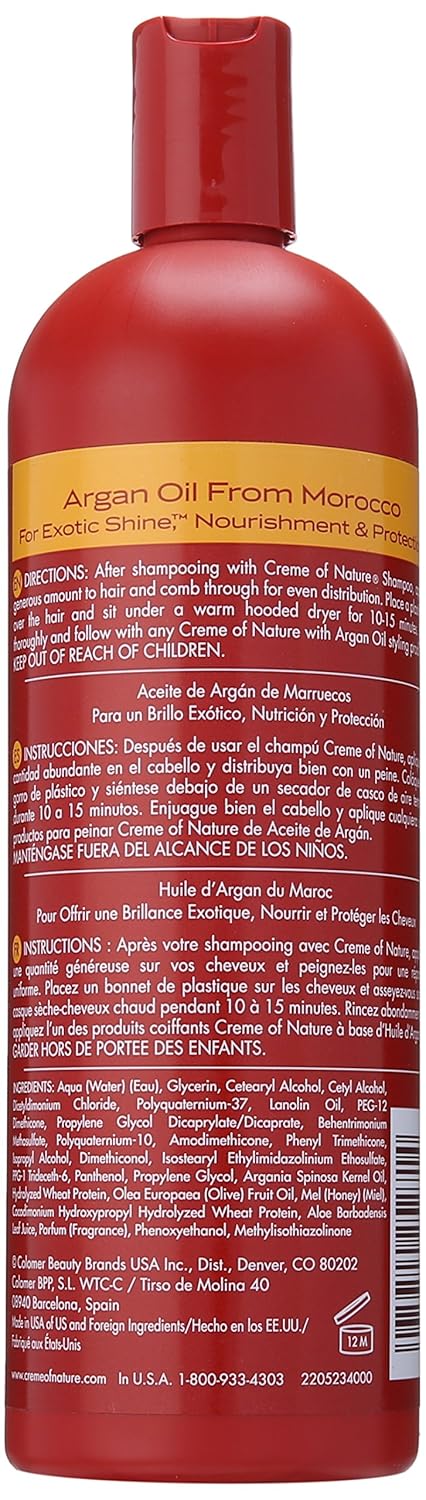 Argan Oil From Morocco
For Exotic Shine,™ Nourishment & Protectio
EN DIRECTIONS: After shampooing with Creme of Nature® Shampoo,
generous amount to hair and comb through for even distribution. Place a
over the hair and sit under a warm hooded dryer for 10-15 minutes.
thoroughly and follow with any Creme of Nature with Argan Oil styling
KEEP OUT OF REACH OF CHILDREN.
Aceite de Argán de Marruecos
Para un Brillo Exótico, Nutrición y Protección
ES INSTRUCCIONES: Después de usar el champú Creme of Nature,
cantidad abundante en el cabello y distribuya bien con un peine.
gorro de plástico y siéntese debajo de un secador de casco de aire
durante 10 a 15 minutos. Enjuague bien el cabello y aplique cualquiera
productos para peinar Creme of Nature de Aceite de Argán.
MANTÉNGASE FUERA DEL ALCANCE DE LOS NIÑOS.
Huile d'Argan du Maroc
Pour Offrir une Brillance Exotique, Nourrir et Protéger les Cheveux
FR INSTRUCTIONS : Après votre shampooing avec Creme of Nature,
une quantité généreuse sur vos cheveux et peignez-les pour une
uniforme. Placez un bonnet de plastique sur les cheveux et asseyez-vous
casque sèche-cheveux chaud pendant 10 à 15 minutes. Rincez
appliquez l'un des produits coiffants Creme of Nature à base d'Huile
GARDER HORS DE PORTEE DES ENFANTS.
INGREDIENTS: Aqua (Water) (Eau), Glycerin, Cetearyl Alcohol, Cetyl Alcohol,
Dicetyldimonium Chloride, Polyquaternium-37, Lanolin Oil, PEG-12
Dimethicone, Propylene Glycol Dicaprylate/Dicaprate, Behentrimonium
Methosulfate, Polyquaternium-10, Amodimethicone, Phenyl Trimethicone,
Isopropyl Alcohol, Dimethiconol, Isostearyl Ethylimidazolinium Ethosulfate,
PPG-1 Trideceth-6, Panthenol, Propylene Glycol, Argania Spinosa Kernel Oil,
Hydrolyzed Wheat Protein, Olea Europaea (Olive) Fruit Oil, Mel (Honey) (Miel),
Cocodimonium Hydroxypropyl Hydrolyzed Wheat Protein, Aloe Barbadensis
Leaf Juice, Parfum (Fragrance), Phenoxyethanol, Methylisothiazolinone
© Colomer Beauty Brands USA Inc., Dist., Denver, CO 80202
Colomer BPP, S.L. WTC-C / Tirso de Molina 40
08940 Barcelona, Spain
Made in USA of US and Foreign Ingredients/Hecho en los EE.UU./
Fabriqué aux États-Unis
12 M
www.cremeofnature.com In U.S.A. 1-800-933-4303 2205234000